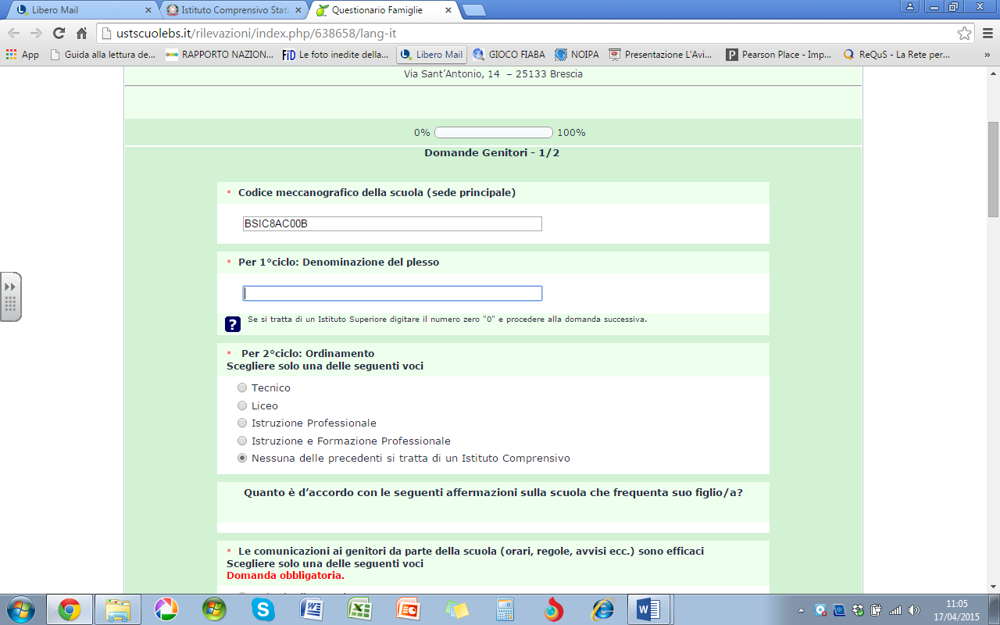 Libero Mail
Istituto Comprensivo Stata
Questionario Famiglie
ustscuolebs.it/rilevazioni/index.php/638658/lang-it
App
Guida alla lettura de...
RAPPORTO NAZION...
FiD Le foto inedite della...
Libero Mail
GIOCO FIABA
NOIPA
Presentazione L'Avi...
P Pearson Place - Imp...
ReQuS - La Rete per...
»
Via Sant'Antonio, 14 – 25133 Brescia
0% 100%
Domande Genitori - 1/2
* Codice meccanografico della scuola (sede principale)
BSIC8AC00B
* Per 1°ciclo: Denominazione del plesso
? Se si tratta di un Istituto Superiore digitare il numero zero "0" e procedere alla domanda successiva.
* Per 2°ciclo: Ordinamento
Scegliere solo una delle seguenti voci
Tecnico
Liceo
Istruzione Professionale
Istruzione e Formazione Professionale
Nessuna delle precedenti si tratta di un Istituto Comprensivo
Quanto è d'accordo con le seguenti affermazioni sulla scuola che frequenta suo figlio/a?
* Le comunicazioni ai genitori da parte della scuola (orari, regole, avvisi ecc.) sono efficaci
Scegliere solo una delle seguenti voci
Domanda obbligatoria.
11:05
17/04/2015